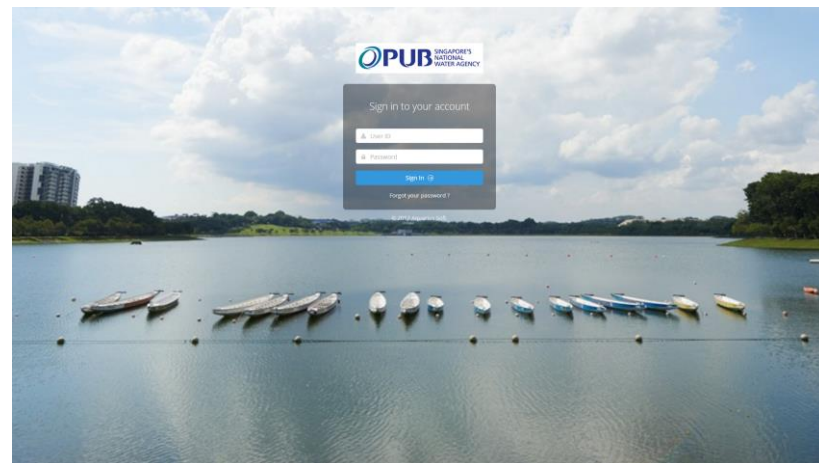 PUB SINGAPORE'S
NATIONAL
WATER AGENCY
Sign in to your account
User ID
Password
Sign In
Forgot your password ?